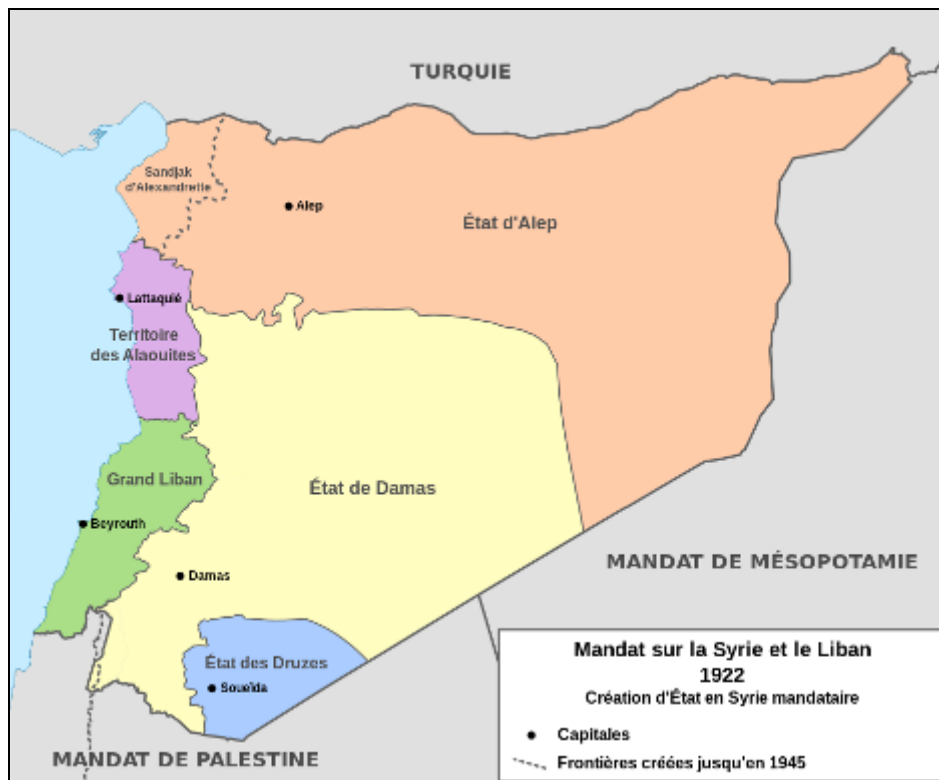 TURQUIE
Sandjak
d'Alexandrette
Alep
État d'Alep
Lattaquié
Territoire
des Alaouites
Grand Liban
État de Damas
Beyrouth
MANDAT DE MÉSOPOTAMIE
Damas
État des Druzes
Soueïda
MANDAT DE PALESTINE
Mandat sur la Syrie et le Liban
1922
Création d'État en Syrie mandataire
Capitales
Frontières créées jusqu'en 1945